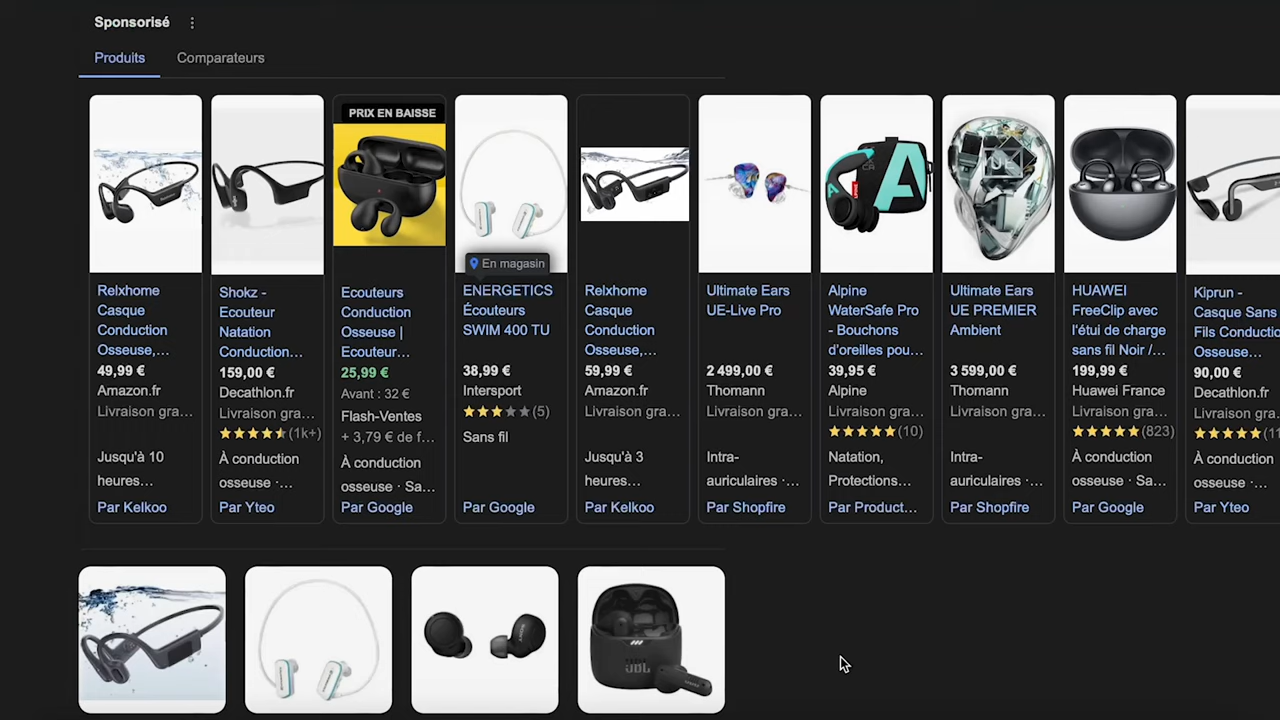 Sponsorisé
Produits
Comparateurs
PRIX EN BAISSE
En magasin
Relxhome
Casque
Conduction
Osseuse,...
49,99 €
Amazon.fr
Livraison gra...
Jusqu'à 10
heures...
Par Kelkoo
Shokz -
Ecouteur
Natation
Conduction...
159,00 €
Decathlon.fr
Livraison gra...
(1k+)
À conduction
osseuse ·...
Par Yteo
Ecouteurs
Conduction
Osseuse |
Ecouteur...
25,99 €
Avant : 32 €
Flash-Ventes
+ 3,79 € de f...
À conduction
osseuse · Sa...
Par Google
ENERGETICS
Écouteurs
SWIM 400 TU
38,99 €
Intersport
(5)
Sans fil
Par Google
Relxhome
Casque
Conduction
Osseuse,...
59,99 €
Amazon.fr
Livraison gra...
Jusqu'à 3
heures...
Par Kelkoo
Ultimate Ears
UE-Live Pro
2 499,00 €
Thomann
Livraison gra...
Intra-
auriculaires ·...
Par Shopfire
A
Alpine
WaterSafe Pro
- Bouchons
d'oreilles pou...
39,95 €
Alpine
Livraison gra...
(10)
Natation,
Protections...
Par Product...
Ultimate Ears
UE PREMIER
Ambient
3 599,00 €
Thomann
Livraison gra...
Intra-
auriculaires ·...
Par Shopfire
HUAWEI
FreeClip avec
l'étui de charge
sans fil Noir /...
199,99 €
Huawei France
Livraison gra...
(823)
À conduction
osseuse · Sa...
Par Google
Kiprun -
Casque Sans
Fils Conductio
Osseuse...
90,00 €
Decathlon.fr
Livraison gra...
(11
À conduction
osseuse ·...
Par Yteo
SONY
JBL